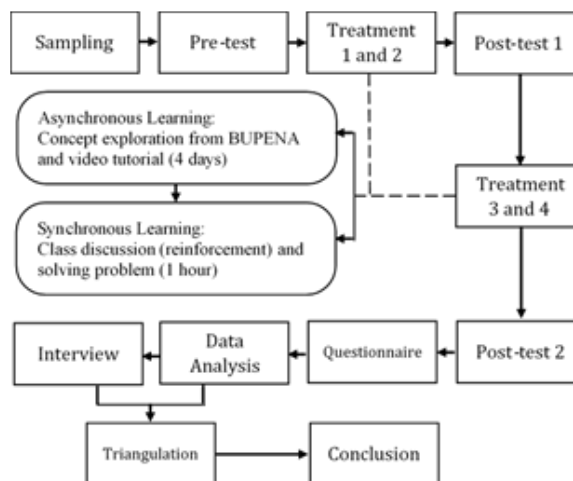 Sampling
Pre-test
Treatment
1 and 2
Post-test 1
Asynchronous Learning:
Concept exploration from BUPENA
and video tutorial (4 days)
Treatment
3 and 4
Synchronous Learning:
Class discussion (reinforcement) and
solving problem (1 hour)
Interview
Data
Analysis
Questionnaire
Post-test 2
Triangulation
Conclusion